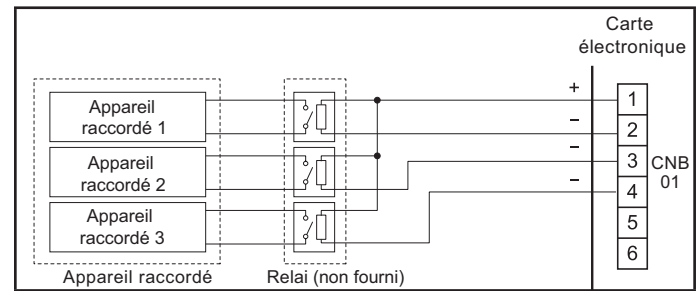 Carte
électronique
Appareil
raccordé 1
Appareil
raccordé 2
Appareil
raccordé 3
Appareil raccordé
Relai (non fourni)
+
–
–
–
1
2
3
4
5
6
CNB
01